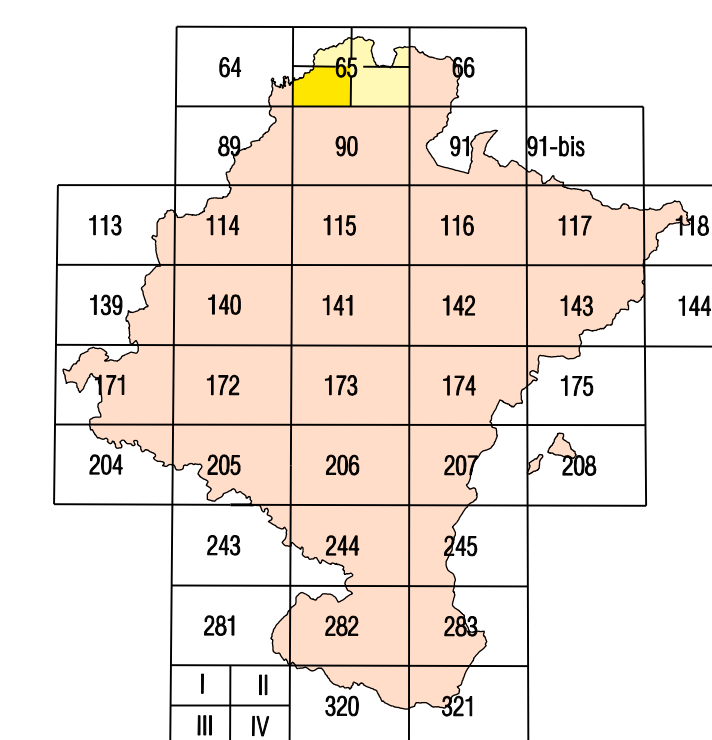 64 65 66
89 90 91 91-bis
113 114 115 116 117 118
139 140 141 142 143 144
171 172 173 174 175
204 205 206 207 208
243 244 245
281 282 283
I II
320 321
III IV